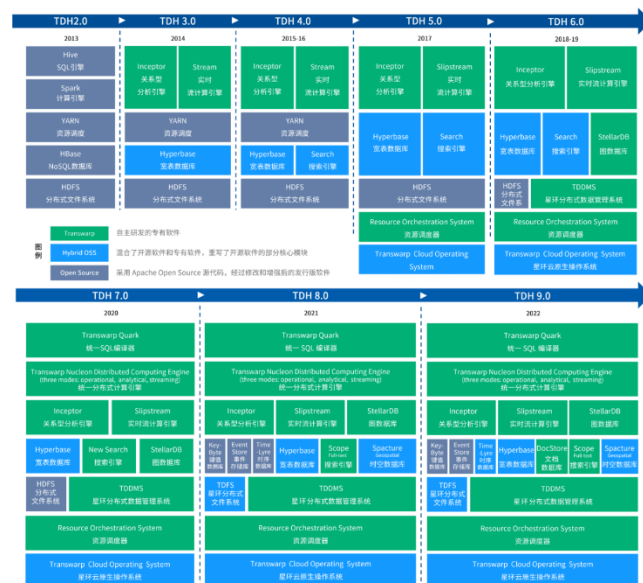 TDH2.0
TDH 3.0
TDH 4.0
TDH 5.0
TDH 6.0
2013
2014
2015-16
2017
2018-19
Hive
SQL引擎
Spark
计算引擎
YARN
资源调度
HBase
NoSQL数据库
HDFS
分布式文件系统
Inceptor
关系型
分析引擎
Stream
实时
流计算引擎
YARN
资源调度
Hyperbase
宽表数据库
HDFS
分布式文件系统
Inceptor
关系型
分析引擎
Stream
实时
流计算引擎
YARN
资源调度
Hyperbase
宽表数据库
Search
搜索引擎
HDFS
分布式文件系统
Inceptor
关系型
分析引擎
Slipstream
实时
流计算引擎
Hyperbase
宽表数据库
Search
搜索引擎
HDFS
分布式文件系统
Resource Orchestration System
资源调度器
Transwarp Cloud Operating
System
Inceptor
关系型分析引擎
Slipstream
实时流计算引擎
Hyperbase
宽表数据库
Search
搜索引擎
StellarDB
图数据库
HDFS
分布式
文件系
TDDMS
星环分布式数据管理系统
Resource Orchestration System
资源调度器
Transwarp Cloud Operating System
星环云原生操作系统
图例
Transwarp
自主研发的专有软件
Hybrid OSS
混合了开源软件和专有软件，重写了开源软件的部分核心模块
Open Source
采用 Apache Open Source 源代码，经过修改和增强后的发行版软件
TDH 7.0
TDH 8.0
TDH 9.0
2020
2021
2022
Transwarp Quark
统一SQL编译器
Transwarp Nucleon Distributed Computing Engine
(three modes: operational, analytical, streaming)
统一分布式计算引擎
Inceptor
关系型分析引擎
Slipstream
实时流计算引擎
Hyperbase
宽表数据库
New Search
搜索引擎
StellarDB
图数据库
HDFS
分布式
文件系统
TDDMS
星环分布式数据管理系统
Resource Orchestration System
资源调度器
Transwarp Cloud Operating System
星环云原生操作系统
Transwarp Quark
统一 SQL 编译器
Transwarp Nucleon Distributed Computing Engine
(three modes: operational, analytical, streaming)
统一分布式计算引擎
Inceptor
关系型分析引擎
Slipstream
实时流计算引擎
StellarDB
图数据库
Key-
Byte
键值
数据库
Event
Store
事件
存储库
Time-
Lyre
时序数据库
Hyperbase
宽表数据库
Scope
Full-text
搜索引擎
Spacture
Geospatial
时空数据库
TDFS
星环分布式
文件系统
TDDMS
星环分布式数据管理系统
Resource Orchestration System
资源调度器
Transwarp Cloud Operating System
星环云原生操作系统
Transwarp Quark
统一 SQL 编译器
Transwarp Nucleon Distributed Computing Engine
(three modes: operational, analytical, streaming)
统一分布式计算引擎
Inceptor
关系型分析引擎
Slipstream
实时流计算引擎
StellarDB
图数据库
Key-
Byte
键值
数据库
Event
Store
事件
存储库
Time-
Lyre
时序数据库
Hyperbase
宽表数据库
DocStore
文档
数据库
Scope
Full-text
搜索引擎
Spacture
Geospatial
时空数据库
TDFS
星环分布式
文件系统
TDDMS
星环分布式数据管理系统
Resource Orchestration System
资源调度器
Transwarp Cloud Operating System
星环云原生操作系统